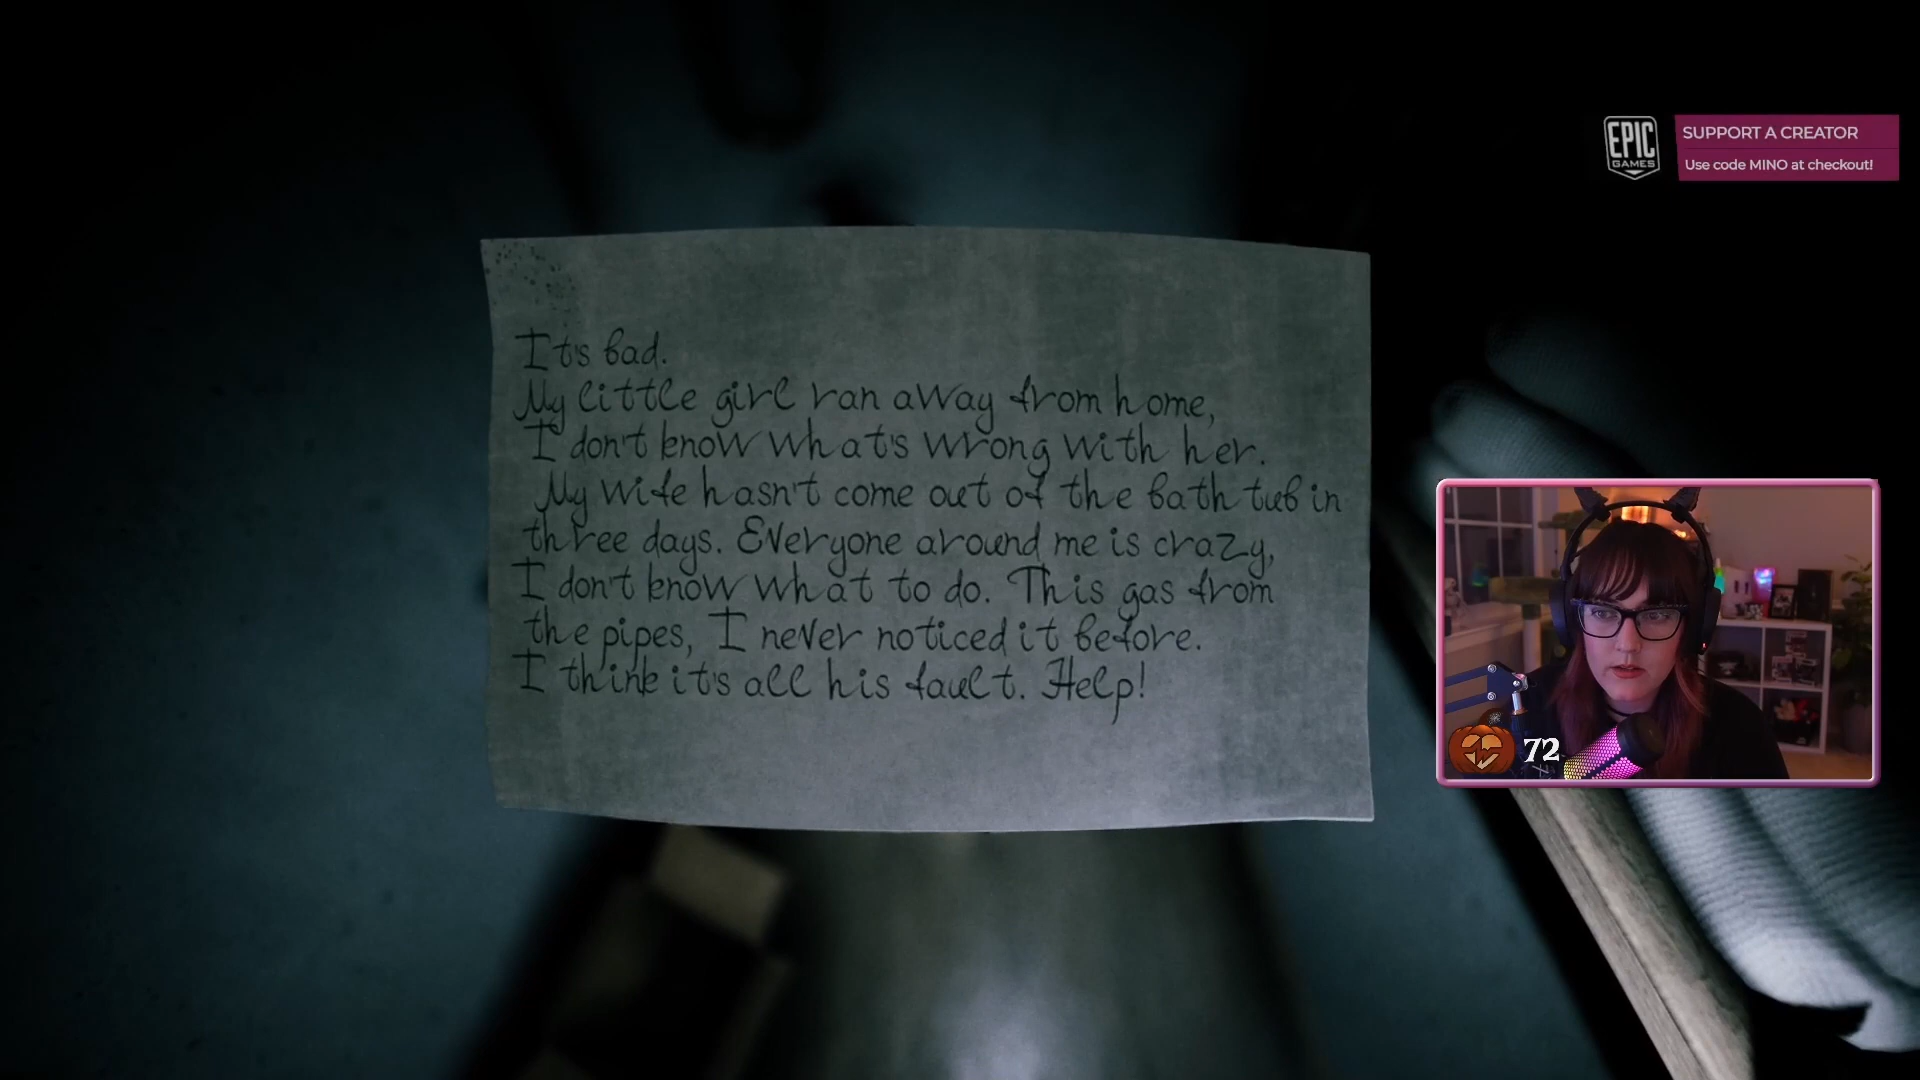 EPIC
GAMES
SUPPORT A CREATOR
Use code MINO at checkout!
It's bad.
My little girl ran away from home,
I don't know what's wrong with her.
My wife hasn't come out of the bath tub in
three days. Everyone around me is crazy,
I don't know what to do. This gas from
the pipes, I never noticed it before.
I think it's all his fault. Help!
72